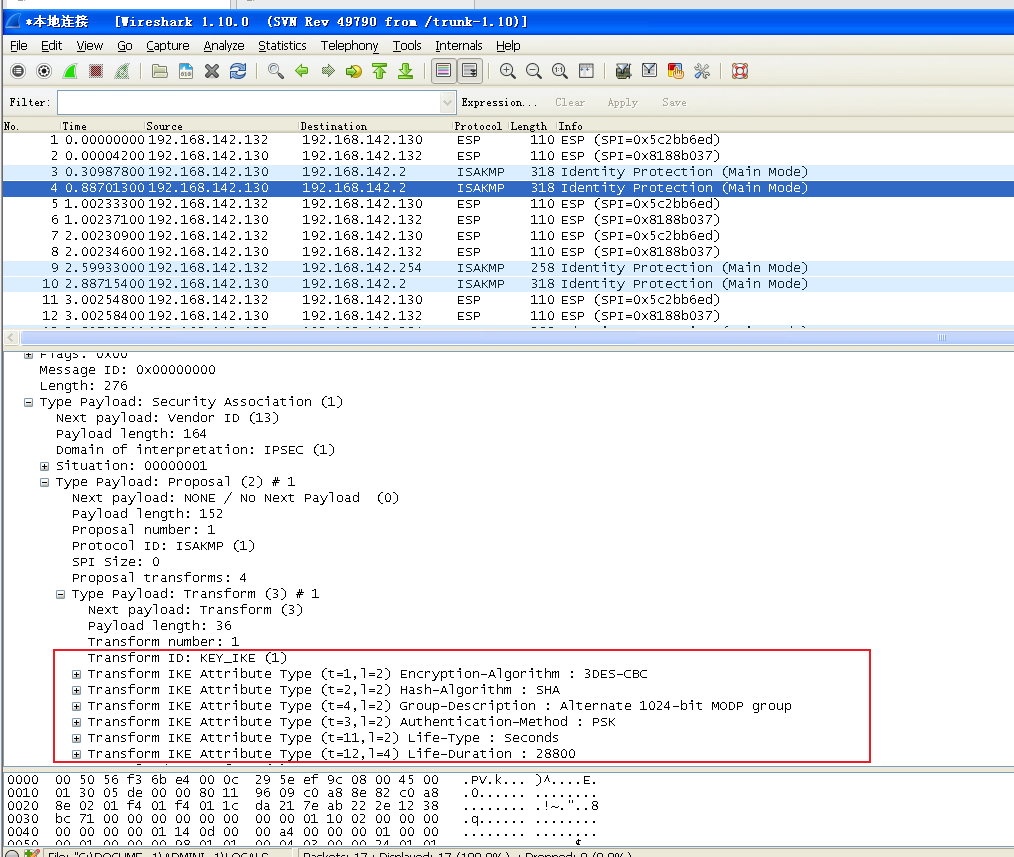 *本地连接 [Wireshark 1.10.0 (SVN Rev 49790 from /trunk-1.10)]
File Edit View Go Capture Analyze Statistics Telephony Tools Internals Help
Filter: Expression... Clear Apply Save
No. Time Source Destination Protocol Length Info
1 0.00000000 192.168.142.132 192.168.142.130 ESP 110 ESP (SPI=0x5c2bb6ed)
2 0.00004200 192.168.142.130 192.168.142.132 ESP 110 ESP (SPI=0x8188b037)
3 0.30987800 192.168.142.130 192.168.142.2 ISAKMP 318 Identity Protection (Main Mode)
4 0.88701300 192.168.142.130 192.168.142.2 ISAKMP 318 Identity Protection (Main Mode)
5 1.00233300 192.168.142.132 192.168.142.130 ESP 110 ESP (SPI=0x5c2bb6ed)
6 1.00237100 192.168.142.130 192.168.142.132 ESP 110 ESP (SPI=0x8188b037)
7 2.00230900 192.168.142.132 192.168.142.130 ESP 110 ESP (SPI=0x5c2bb6ed)
8 2.00234600 192.168.142.130 192.168.142.132 ESP 110 ESP (SPI=0x8188b037)
9 2.59933000 192.168.142.132 192.168.142.254 ISAKMP 258 Identity Protection (Main Mode)
10 2.88715400 192.168.142.130 192.168.142.2 ISAKMP 318 Identity Protection (Main Mode)
11 3.00254800 192.168.142.132 192.168.142.130 ESP 110 ESP (SPI=0x5c2bb6ed)
12 3.00258400 192.168.142.130 192.168.142.132 ESP 110 ESP (SPI=0x8188b037)
Flags: 0x00
Message ID: 0x00000000
Length: 276
Type Payload: Security Association (1)
Next payload: Vendor ID (13)
Payload length: 164
Domain of interpretation: IPSEC (1)
Situation: 00000001
Type Payload: Proposal (2) # 1
Next payload: NONE / No Next Payload (0)
Payload length: 152
Proposal number: 1
Protocol ID: ISAKMP (1)
SPI Size: 0
Proposal transforms: 4
Type Payload: Transform (3) # 1
Next payload: Transform (3)
Payload length: 36
Transform number: 1
Transform ID: KEY_IKE (1)
Transform IKE Attribute Type (t=1,l=2) Encryption-Algorithm : 3DES-CBC
Transform IKE Attribute Type (t=2,l=2) Hash-Algorithm : SHA
Transform IKE Attribute Type (t=4,l=2) Group-Description : Alternate 1024-bit MODP group
Transform IKE Attribute Type (t=3,l=2) Authentication-Method : PSK
Transform IKE Attribute Type (t=11,l=2) Life-Type : Seconds
Transform IKE Attribute Type (t=12,l=4) Life-Duration : 28800
0000 00 50 56 f3 6b e4 00 0c 29 5e ef 9c 08 00 45 00 .PV.k... )^....E.
0010 01 30 05 de 00 00 80 11 96 09 c0 a8 8e 82 c0 a8 .0...... ........
0020 8e 02 01 f4 01 f4 01 1c da 21 7e ab 22 2e 12 38 ........ .!~."..8
0030 bc 71 00 00 00 00 00 00 00 00 01 10 02 00 00 00 .q...... ........
0040 00 00 00 00 01 14 0d 00 00 a4 00 00 00 01 00 00 ........ ........